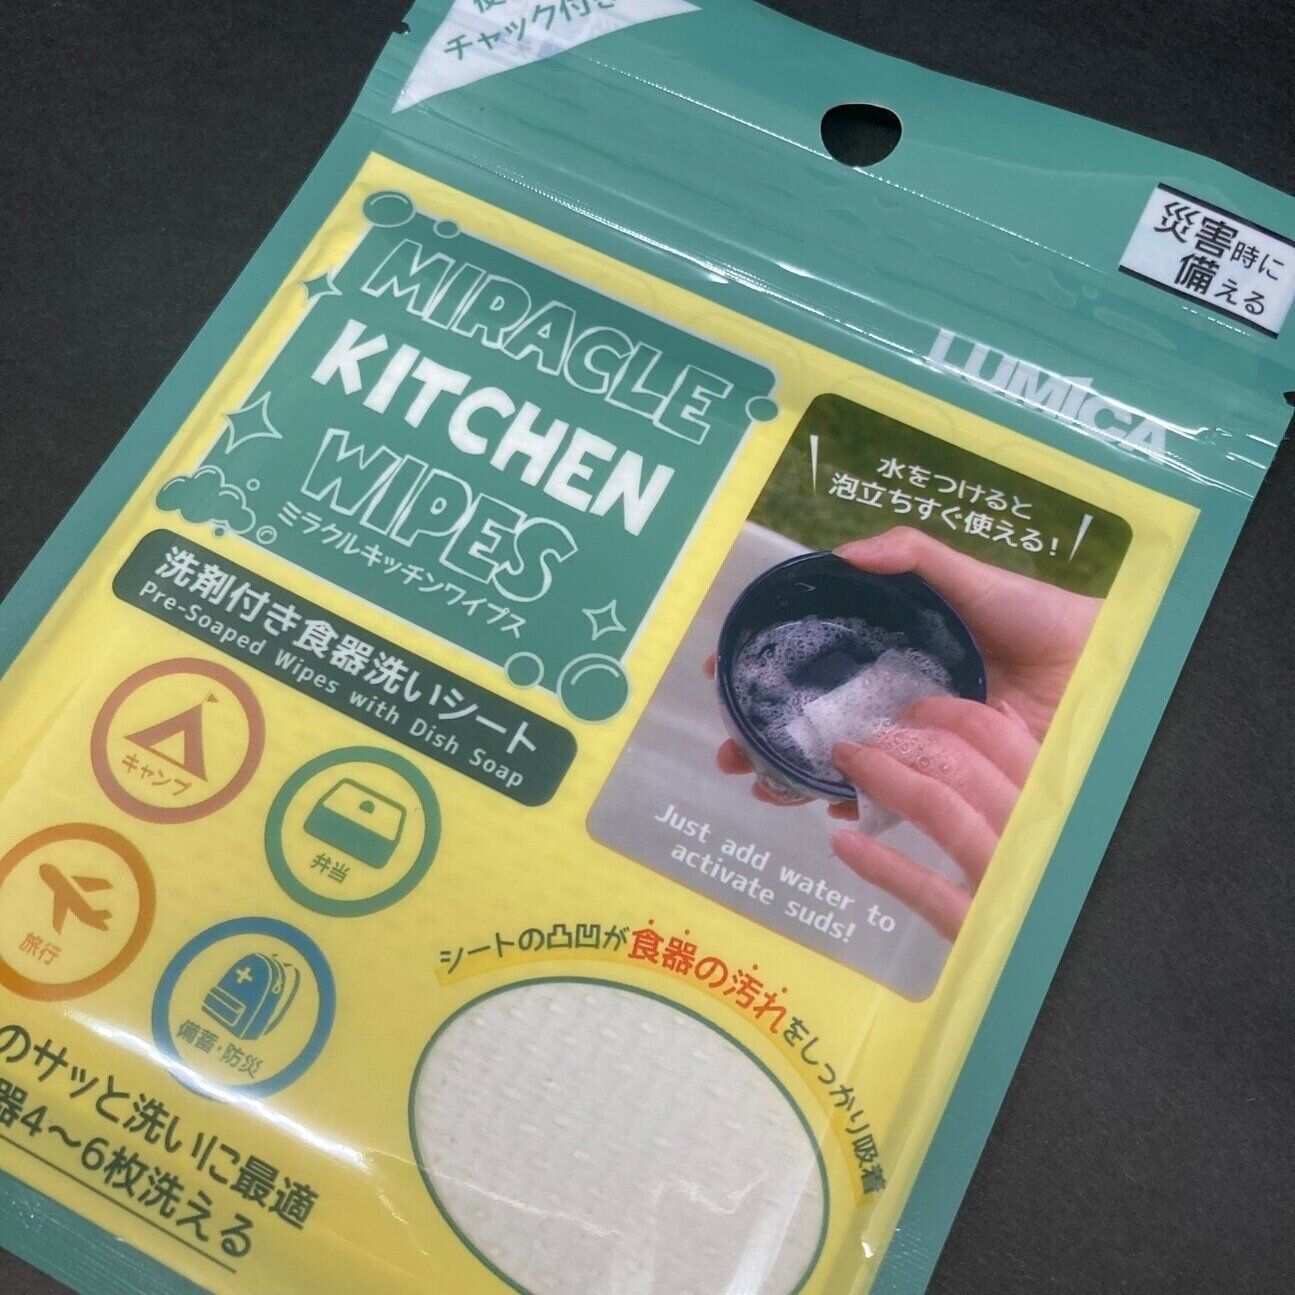 チャック付き
災害時に
備える
LUMICA
MIRACLE
KITCHEN
WIPES
ミラクルキッチンワイプス
洗剤付き食器洗いシート
Pre-Soaped Wipes with Dish Soap
水をつけると
泡立ちすぐ使える!
Just add water to
activate suds!
キャンプ
弁当
旅行
備蓄・防災
シートの凸凹が食器の汚れをしっかり吸着
のサッと洗いに最適
器4〜6枚洗える